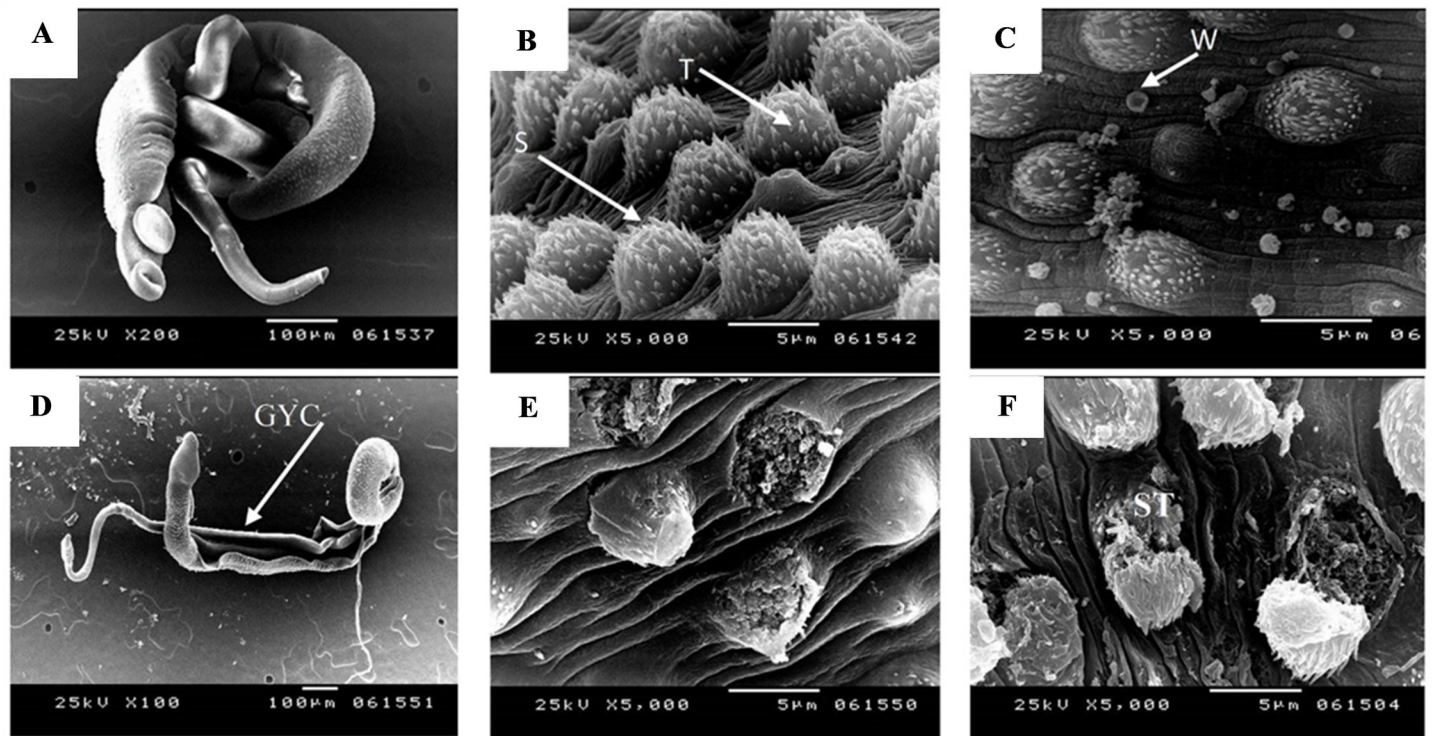 A
25kV X200 100μm 061537
B
T
S
25kV X5,000 5μm 061542
C
W
25kV X5,000 5μm 06
D
GYC
25kV X100 100μm 061551
E
25kV X5,000 5μm 061550
F
ST
25kV X5,000 5μm 061504